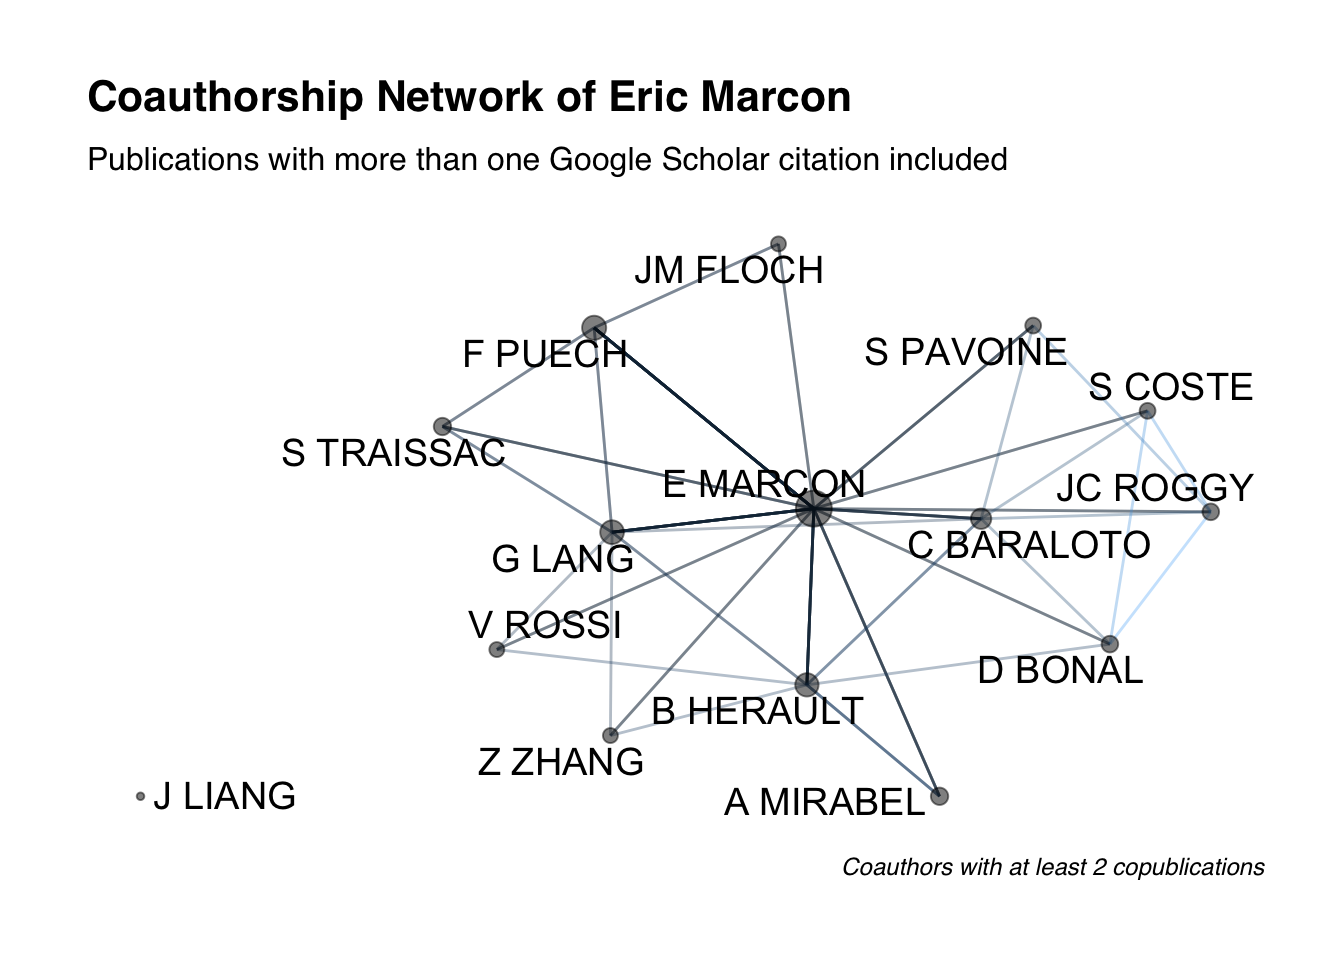 Coauthorship Network of Eric Marcon
Publications with more than one Google Scholar citation included
JM FLOCH
F PUECH
S PAVOINE
S COSTE
S TRAISSAC
E MARCON
JC ROGGY
G LANG
C BARALOTO
V ROSSI
D BONAL
B HERAULT
Z ZHANG
J LIANG
A MIRABEL
Coauthors with at least 2 copublications